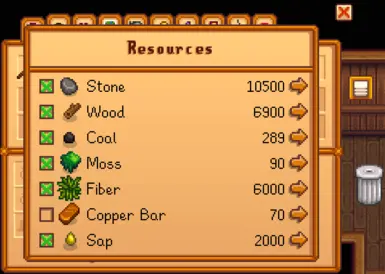 Resources
Stone 10500
Wood 6900
Coal 289
Moss 90
Fiber 6000
Copper Bar 70
Sap 2000